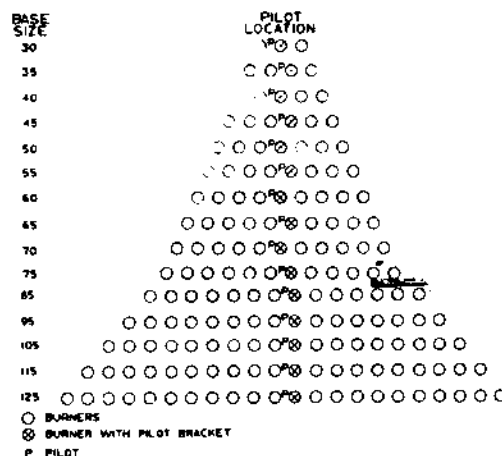 BASE SIZE
PILOT LOCATION
30 P
35 P
40 P
45 P
50 P
55 P
60 P
65 P
70 P
75 P
85 P
95 P
105 P
115 P
125 P
BURNERS
BURNER WITH PILOT BRACKET
P PILOT